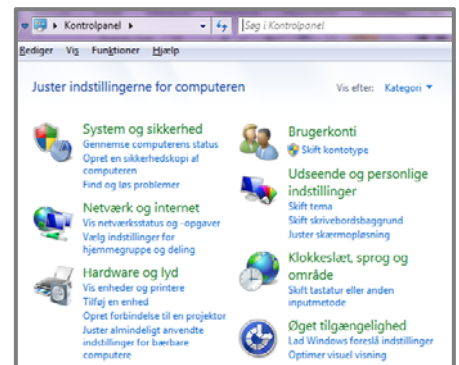 Kontrolpanel
Søg i Kontrolpanel
Rediger Vis Funktioner Hjælp
Juster indstillingerne for computeren
Vis efter: Kategori
System og sikkerhed
Gennemse computerens status
Opret en sikkerhedskopi af
computeren
Find og løs problemer
Netværk og internet
Vis netværksstatus og -opgaver
Vælg indstillinger for
hjemmegruppe og deling
Hardware og lyd
Vis enheder og printere
Tilføj en enhed
Opret forbindelse til en projektor
Juster almindeligt anvendte
indstillinger for bærbare
computere
Brugerkonti
Skift kontotype
Udseende og personlige
indstillinger
Skift tema
Skift skrivebordsbaggrund
Juster skærmopløsning
Klokkeslæt, sprog og
område
Skift tastatur eller anden
inputmetode
Øget tilgængelighed
Lad Windows foreslå indstillinger
Optimer visuel visning